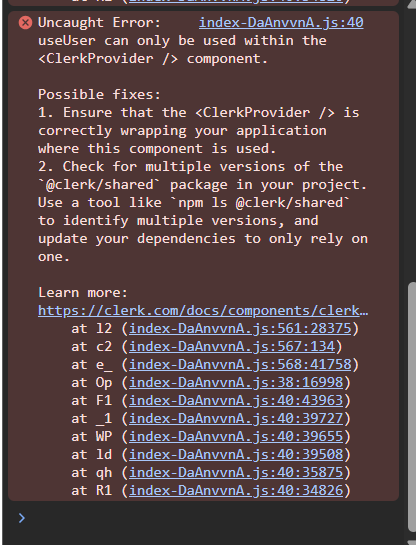 Uncaught Error: index-DaAnvvnA.js:40
useUser can only be used within the
<ClerkProvider /> component.
Possible fixes:
1. Ensure that the <ClerkProvider /> is
correctly wrapping your application
where this component is used.
2. Check for multiple versions of the
`@clerk/shared` package in your project.
Use a tool like `npm ls @clerk/shared`
to identify multiple versions, and
update your dependencies to only rely on
one.
Learn more:
https://clerk.com/docs/components/clerk…
at l2 (index-DaAnvvnA.js:561:28375)
at c2 (index-DaAnvvnA.js:567:134)
at e_ (index-DaAnvvnA.js:568:41758)
at Op (index-DaAnvvnA.js:38:16998)
at F1 (index-DaAnvvnA.js:40:43963)
at _1 (index-DaAnvvnA.js:40:39727)
at WP (index-DaAnvvnA.js:40:39655)
at ld (index-DaAnvvnA.js:40:39508)
at qh (index-DaAnvvnA.js:40:35875)
at R1 (index-DaAnvvnA.js:40:34826)